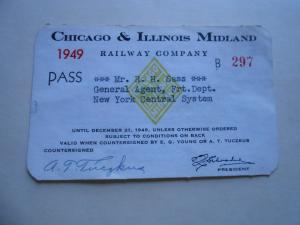 CHICAGO & ILLINOIS MIDLAND
1949 RAILWAY COMPANY B 297
PASS *** Mr. R. H. Sass ***
General Agent, Frt.Dept.
New York Central System
UNTIL DECEMBER 31, 1949, UNLESS OTHERWISE ORDERED
SUBJECT TO CONDITIONS ON BACK
VALID WHEN COUNTERSIGNED BY E. G. YOUNG OR A. T. TUCZKUS
COUNTERSIGNED
A. T. Tuczkus
PRESIDENT